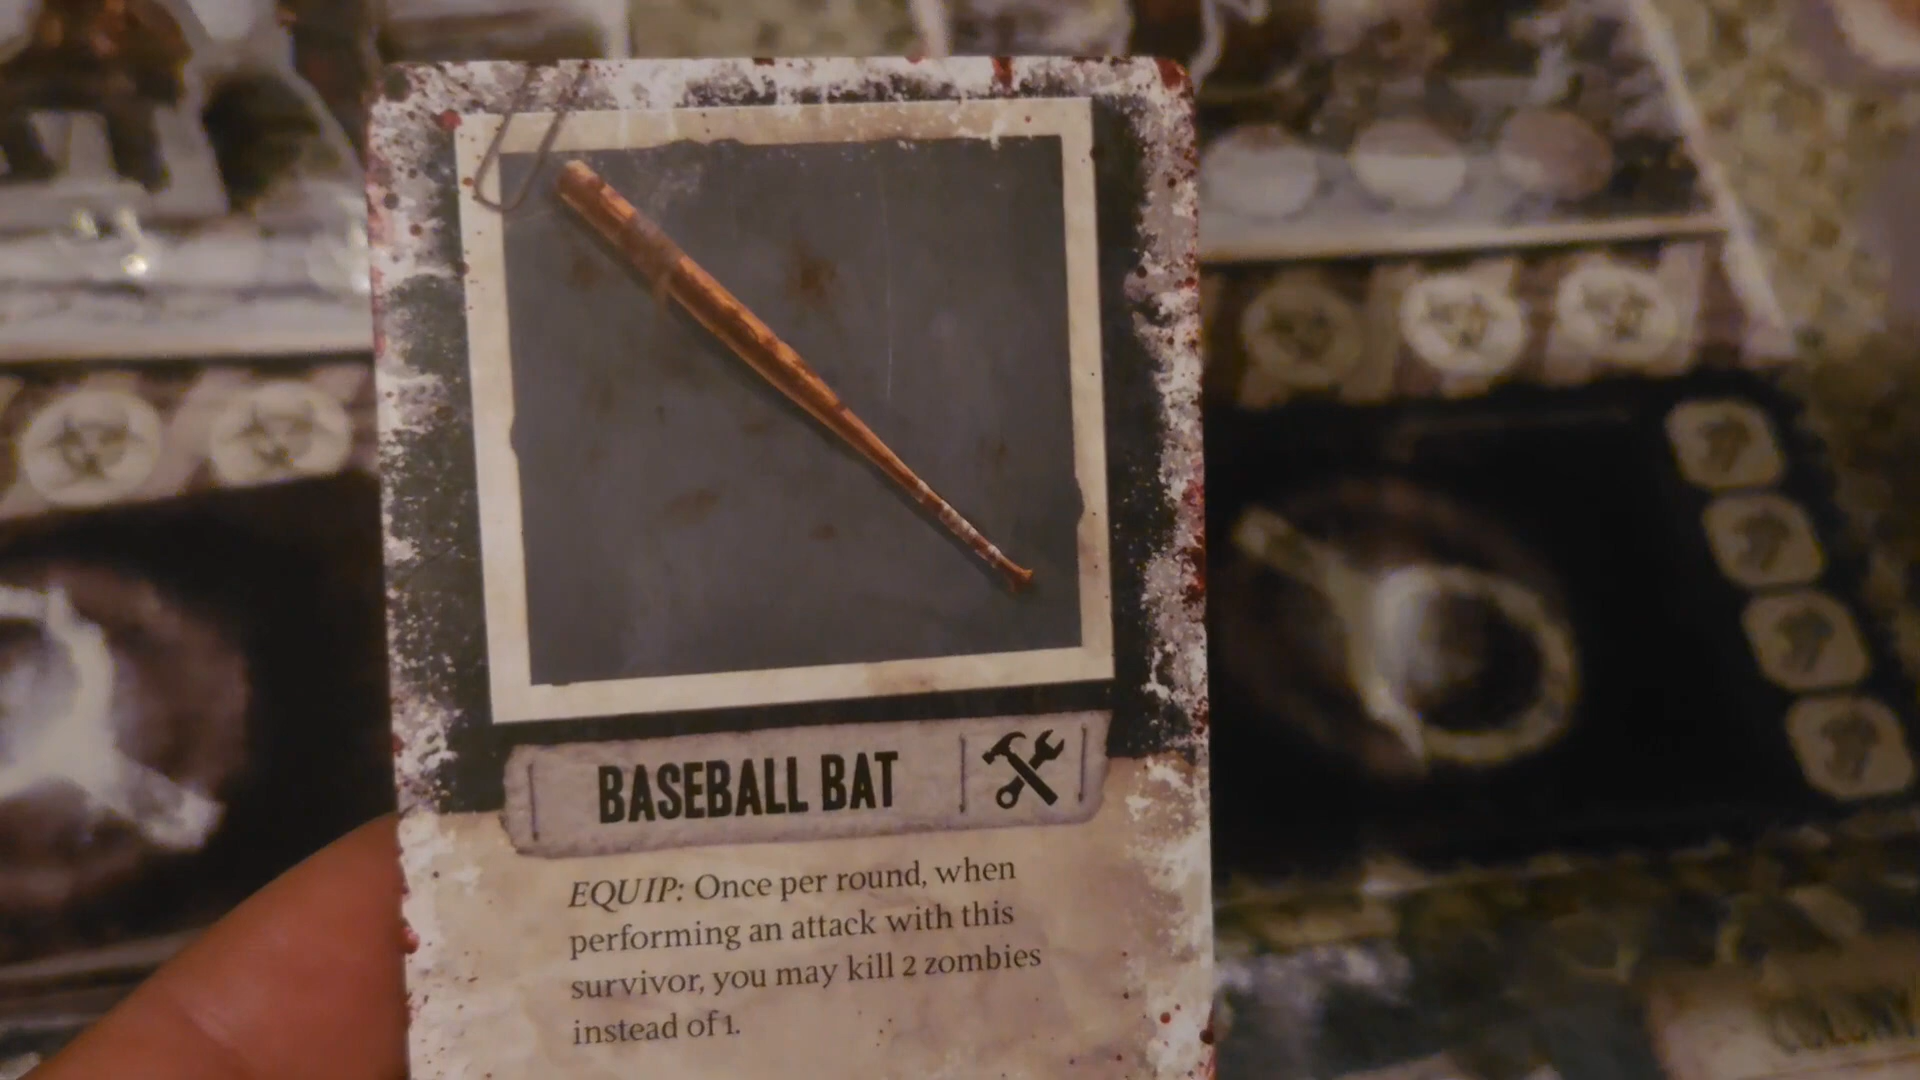 BASEBALL BAT
EQUIP: Once per round, when
performing an attack with this
survivor, you may kill 2 zombies
instead of 1.